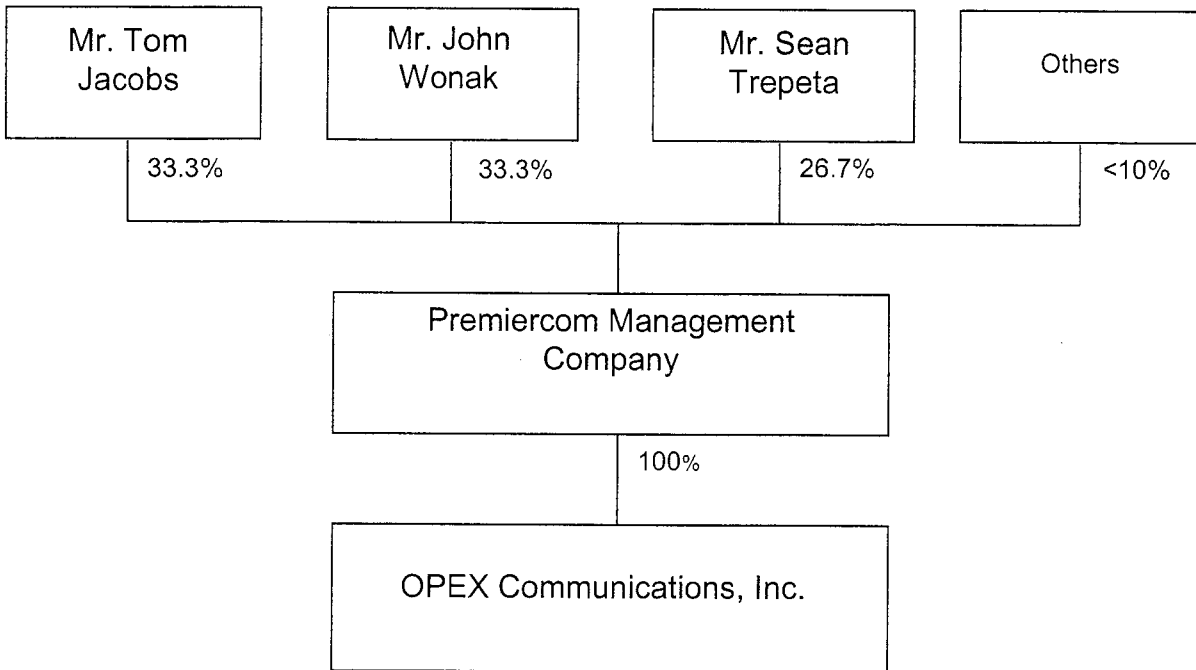 Mr. Tom
Jacobs
Mr. John
Wonak
Mr. Sean
Trepeta
Others
33.3%
33.3%
26.7%
<10%
Premiercom Management
Company
100%
OPEX Communications, Inc.